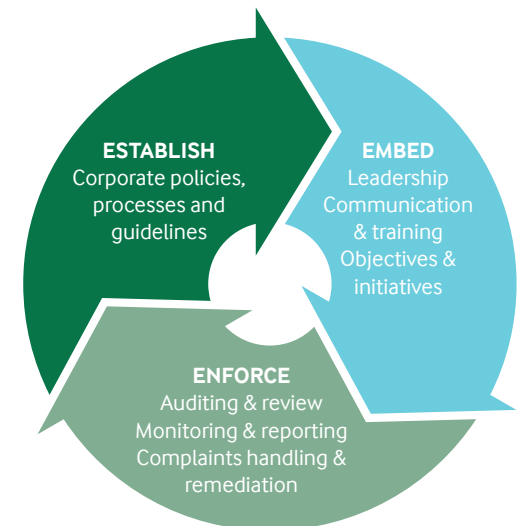 ESTABLISH
Corporate policies,
processes and
guidelines
EMBED
Leadership
Communication
& training
Objectives &
initiatives
ENFORCE
Auditing & review
Monitoring & reporting
Complaints handling &
remediation